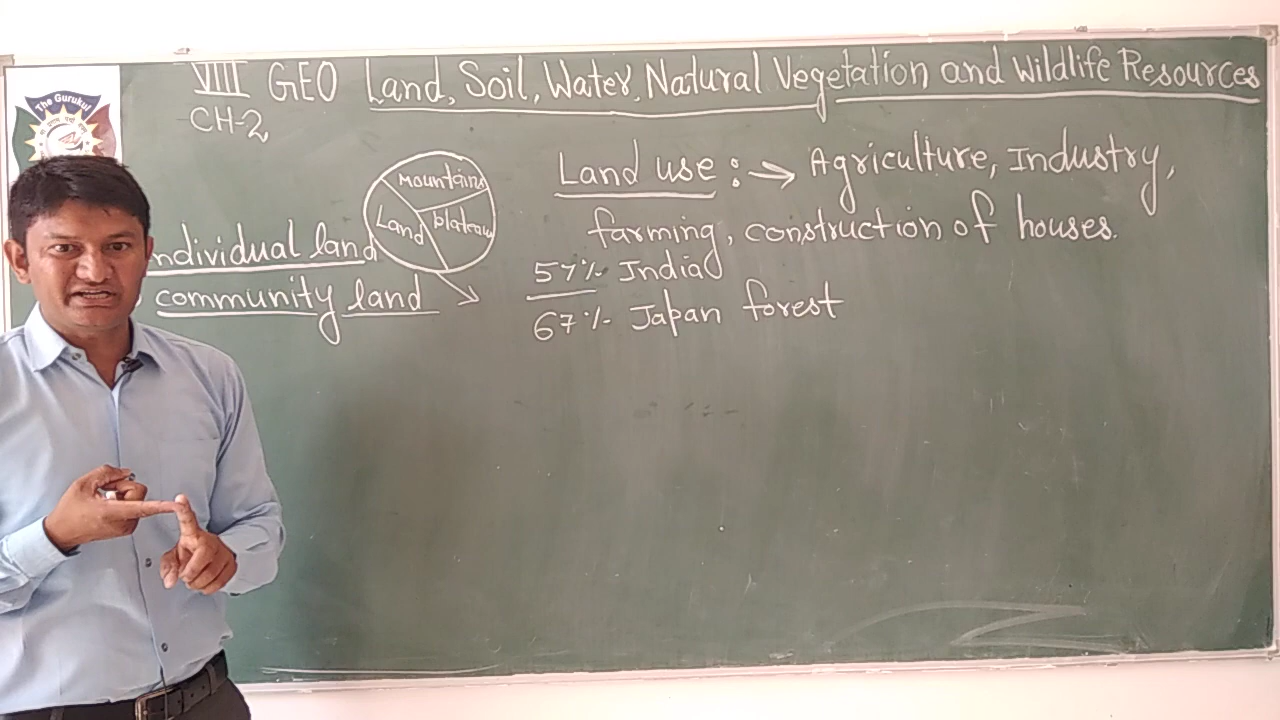 VIII GEO Land, Soil, Water, Natural Vegetation and Wildlife Resources
CH-2
The Gurukul
Mountains
Land
plateau
Land use :→ Agriculture, Industry,
farming, construction of houses.
ndividual land
community land
57% India
67% Japan forest